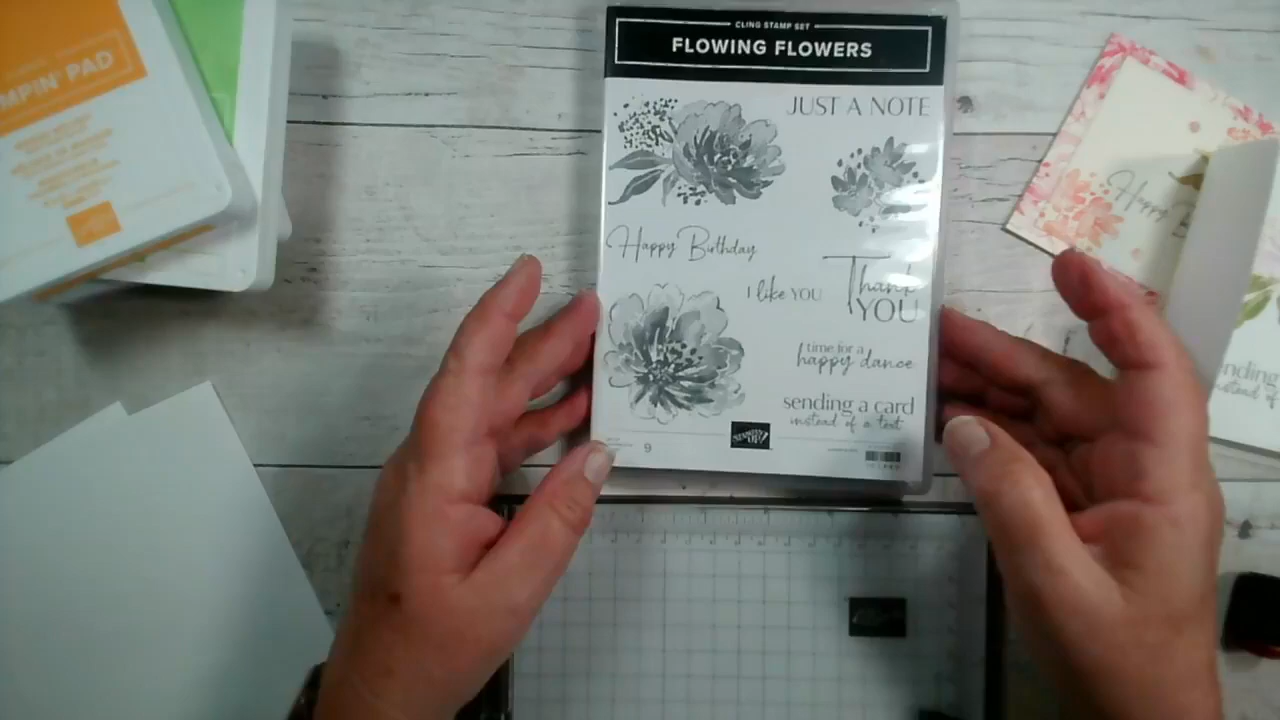 MPIN' PAD
CLING STAMP SET
FLOWING FLOWERS
JUST A NOTE
Happy Birthday
I like YOU
Thank
YOU
time for a
happy dance
sending a card
instead of a text
STAMPIN' UP!
9
Happy
instead of